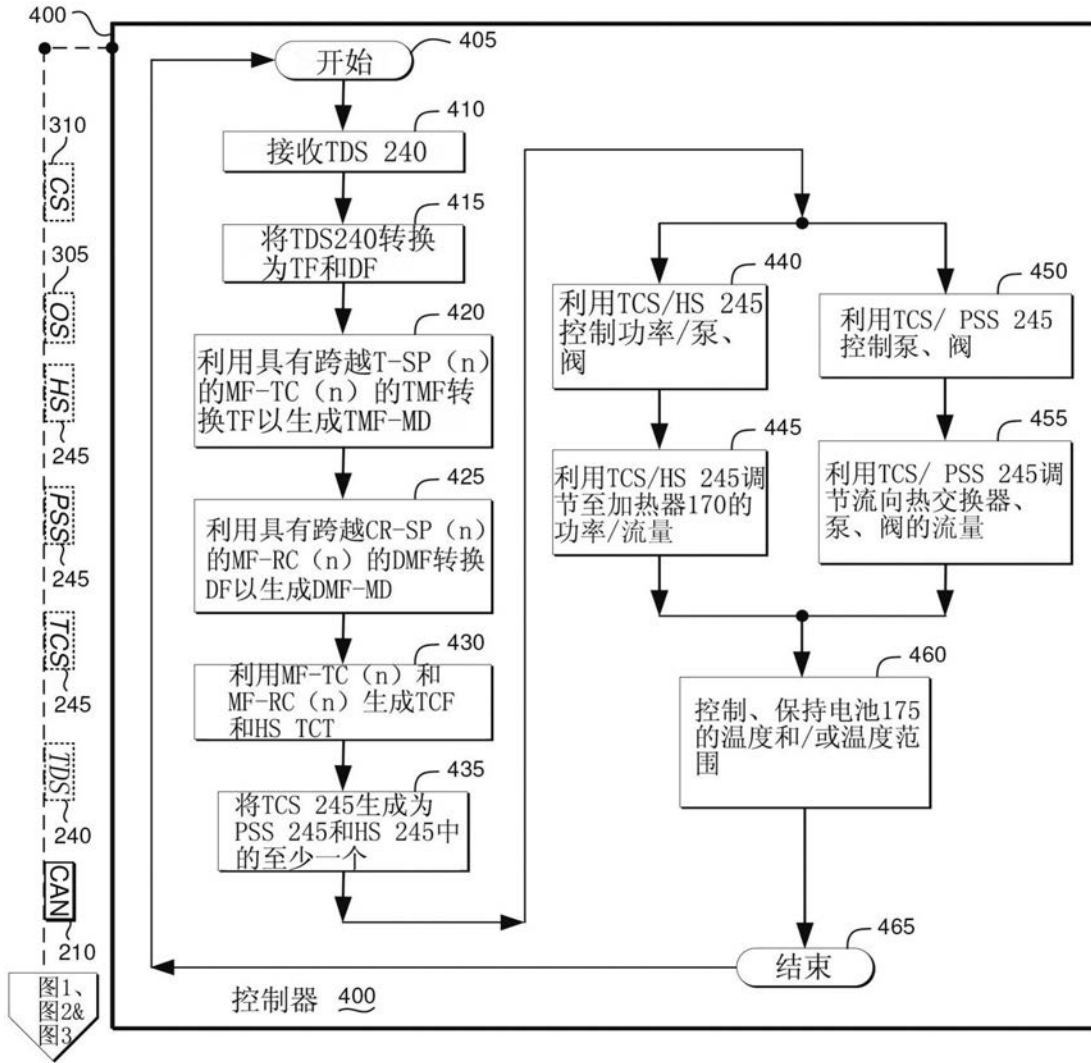 400
310
CS
305
OS
HS
245
PSS
245
TCS
245
TDS
240
CAN
210
图1、
图2&
图3
开始
405
410
接收TDS 240
415
将TDS240转换
为TF和DF
420
利用具有跨越T-SP（n）
的MF-TC（n）的TMF转
换TF以生成TMF-MD
425
利用具有跨越CR-SP（n）
的MF-RC（n）的DMF转换
DF以生成DMF-MD
430
利用MF-TC（n）和
MF-RC（n）生成TCF
和HS TCT
435
将TCS 245生成为
PSS 245和HS 245中
的至少一个
440
利用TCS/HS 245
控制功率/泵、
阀
445
利用TCS/HS 245调
节至加热器170的
功率/流量
450
利用TCS/ PSS 245
控制泵、阀
455
利用TCS/ PSS 245调
节流向热交换器、
泵、阀的流量
460
控制、保持电池175
的温度和/或温度范
围
465
结束
控制器 400